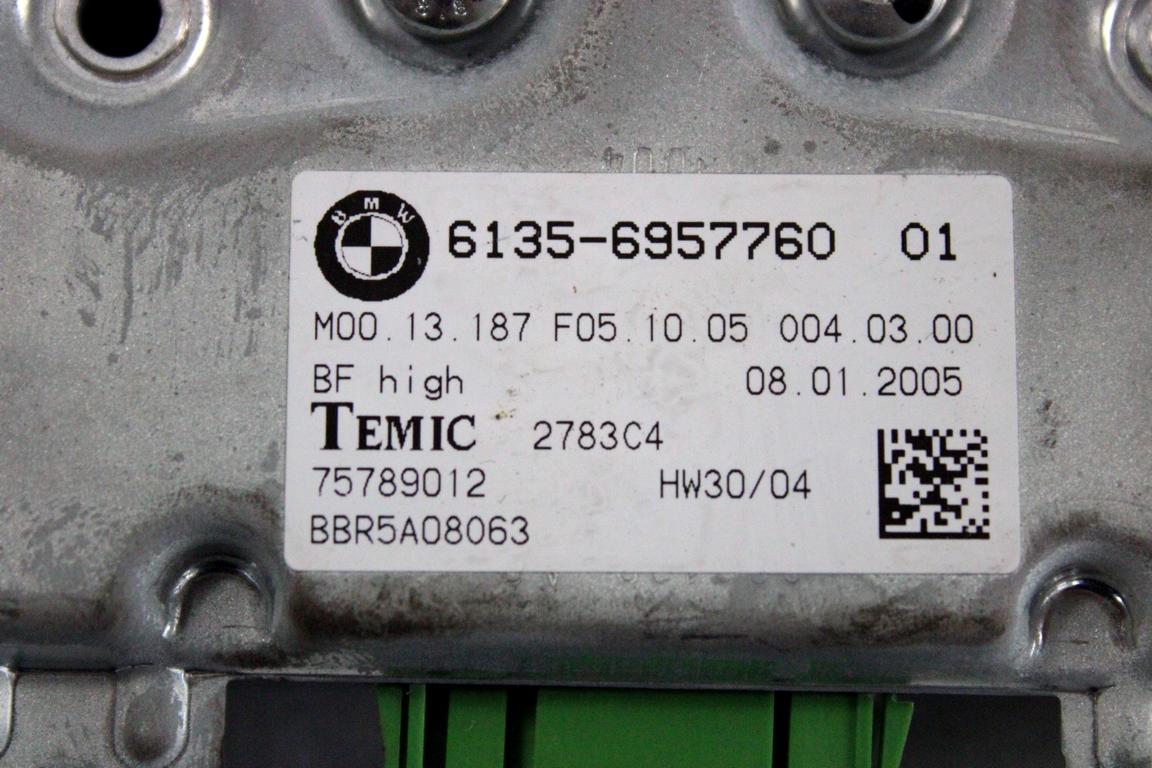 BMW 6135-6957760 01
M00.13.187 F05.10.05 004.03.00
BF high 08.01.2005
TEMIC 2783C4
75789012 HW30/04
BBR5A08063